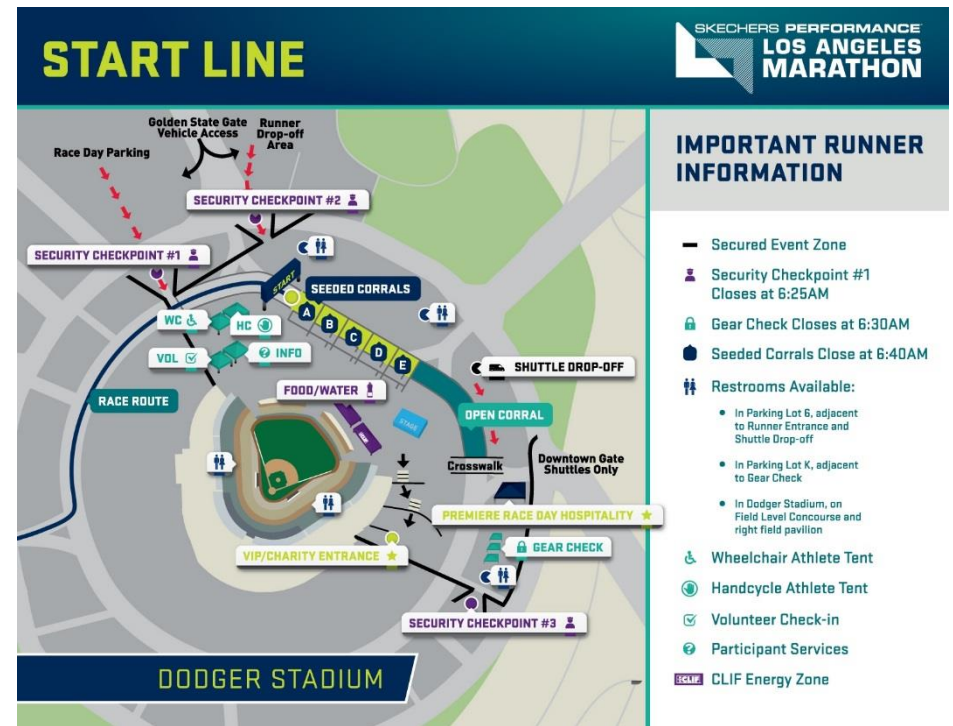 START LINE
SKECHERS PERFORMANCE
LOS ANGELES
MARATHON
Golden State Gate
Vehicle Access
Runner
Drop-off
Area
Race Day Parking
SECURITY CHECKPOINT #2
SECURITY CHECKPOINT #1
START
SEEDED CORRALS
A
B
C
D
E
WC
HC
VOL
INFO
RACE ROUTE
FOOD/WATER
CLIF
STAGE
SHUTTLE DROP-OFF
OPEN CORRAL
Crosswalk
Downtown Gate
Shuttles Only
PREMIERE RACE DAY HOSPITALITY
VIP/CHARITY ENTRANCE
GEAR CHECK
SECURITY CHECKPOINT #3
DODGER STADIUM
IMPORTANT RUNNER
INFORMATION
Secured Event Zone
Security Checkpoint #1
Closes at 6:25AM
Gear Check Closes at 6:30AM
Seeded Corrals Close at 6:40AM
Restrooms Available:
• In Parking Lot 6, adjacent
to Runner Entrance and
Shuttle Drop-off
• In Parking Lot K, adjacent
to Gear Check
• In Dodger Stadium, on
Field Level Concourse and
right field pavilion
Wheelchair Athlete Tent
Handcycle Athlete Tent
Volunteer Check-in
Participant Services
CLIF CLIF Energy Zone